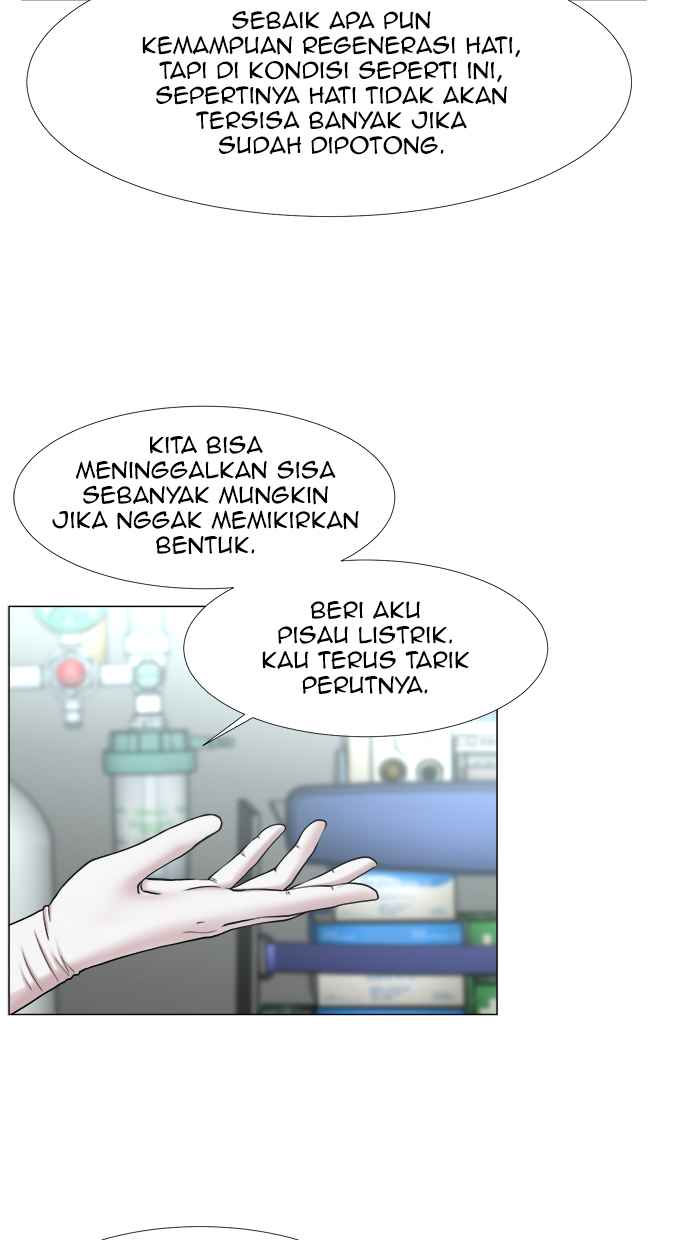 SEBAIK APA PUN
KEMAMPUAN REGENERASI HATI,
TAPI DI KONDISI SEPERTI INI,
SEPERTINYA HATI TIDAK AKAN
TERSISA BANYAK JIKA
SUDAH DIPOTONG.
KITA BISA
MENINGGALKAN SISA
SEBANYAK MUNGKIN
JIKA NGGAK MEMIKIRKAN
BENTUK.
BERI AKU
PISAU LISTRIK.
KAU TERUS TARIK
PERUTNYA.